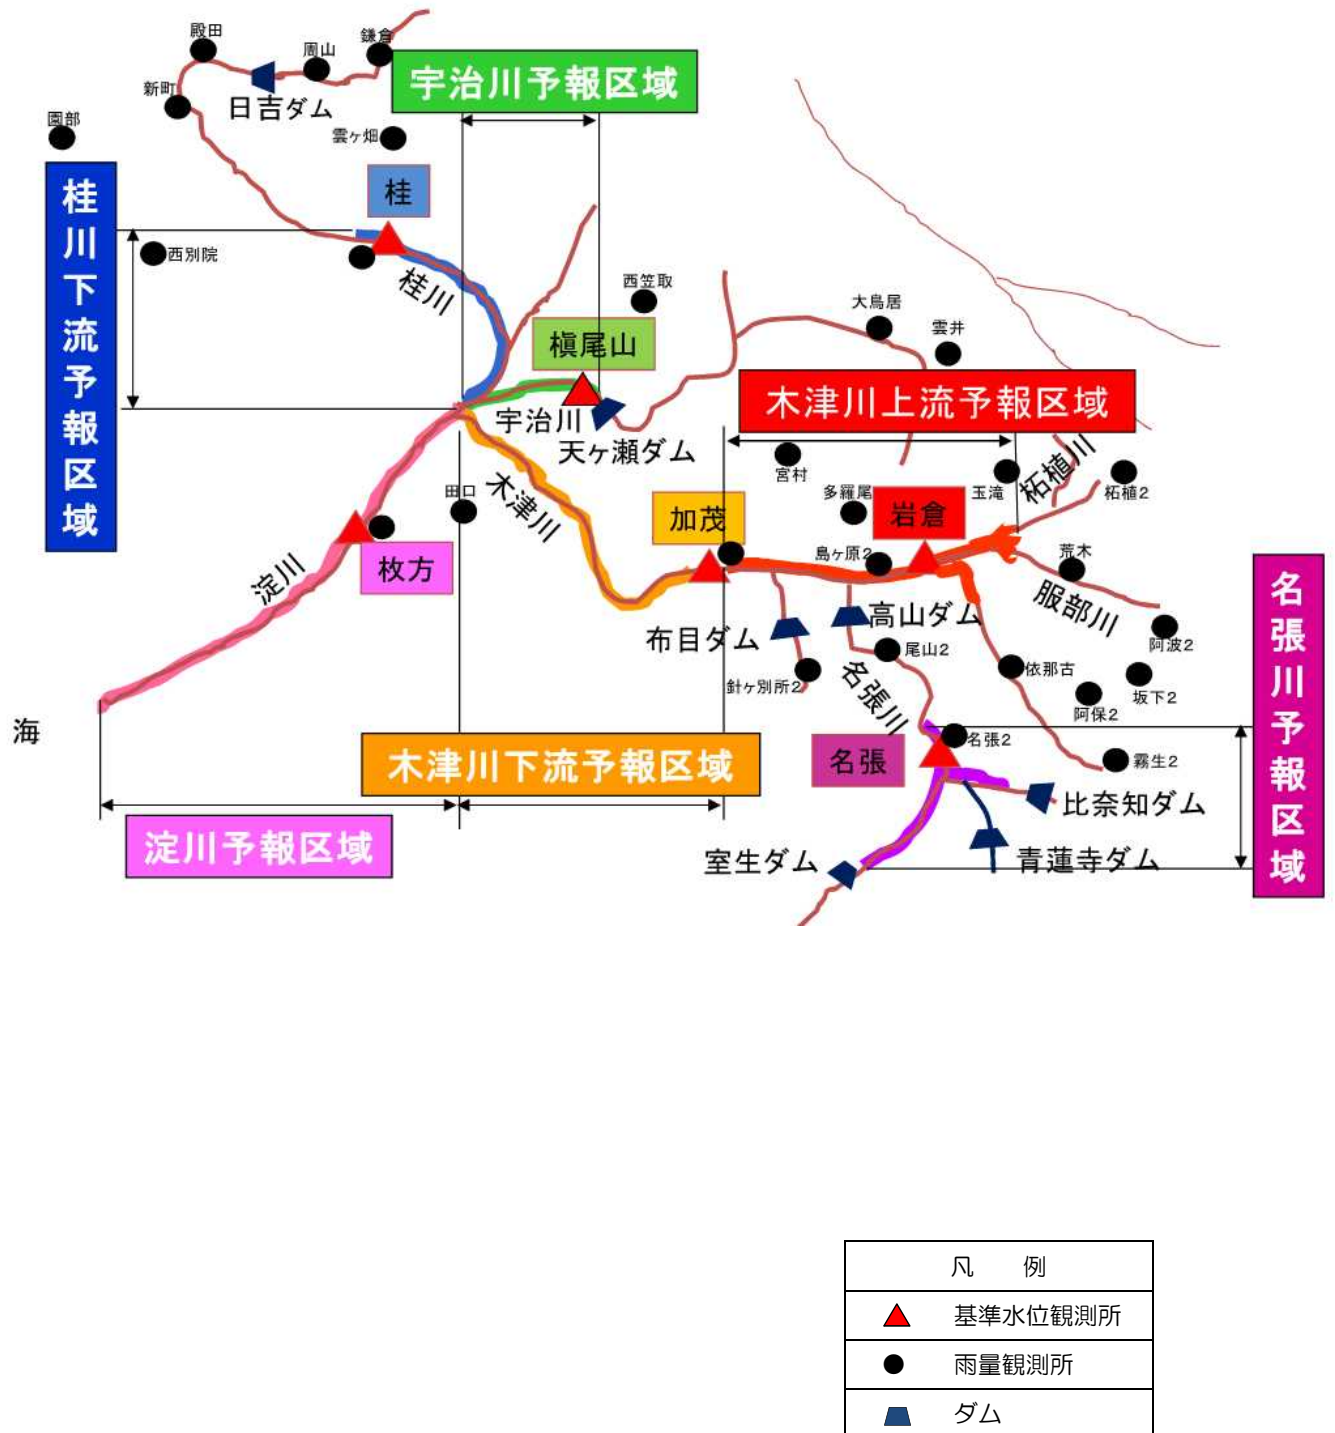 殿田
鎌倉
周山
宇治川予報区域
新町
日吉ダム
園部
雲ヶ畑
桂川下流予報区域
桂
西別院
桂川
西笠取
大鳥居
雲井
槇尾山
木津川上流予報区域
宇治川
天ヶ瀬ダム
柘植川
宮村
田口
木津川
多羅尾
玉滝
柘植2
加茂
岩倉
枚方
淀川
島ヶ原2
荒木
服部川
名張川予報区域
布目ダム
高山ダム
阿波2
尾山2
依那古
針ヶ別所2
名張川
坂下2
阿保2
海
木津川下流予報区域
名張
名張2
霧生2
比奈知ダム
淀川予報区域
室生ダム
青蓮寺ダム
凡 例
基準水位観測所
雨量観測所
ダム